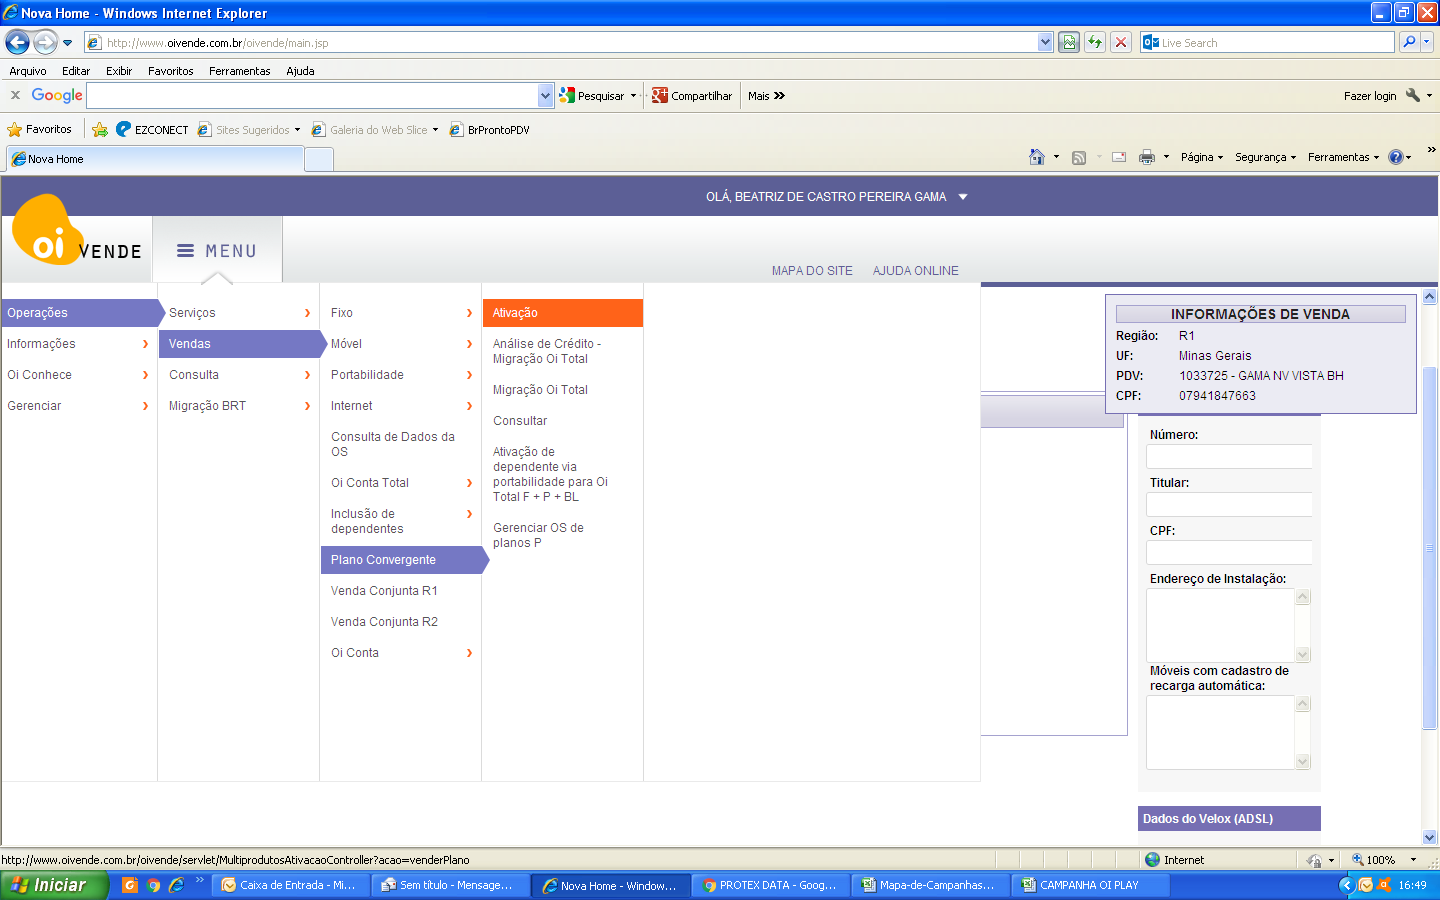 Nova Home - Windows Internet Explorer
http://www.oivende.com.br/oivende/main.jsp
Live Search
Arquivo Editar Exibir Favoritos Ferramentas Ajuda
x Google Pesquisar Compartilhar Mais » Fazer login
Favoritos EZCONECT Sites Sugeridos Galeria do Web Slice BrProntoPDV
Nova Home Página Segurança Ferramentas »
OLÁ, BEATRIZ DE CASTRO PEREIRA GAMA
oi VENDE
MENU
MAPA DO SITE AJUDA ONLINE
Operações
Informações
Oi Conhece
Gerenciar
Serviços
Vendas
Consulta
Migração BRT
Fixo
Móvel
Portabilidade
Internet
Consulta de Dados da
OS
Oi Conta Total
Inclusão de
dependentes
Plano Convergente
Venda Conjunta R1
Venda Conjunta R2
Oi Conta
Ativação
Análise de Crédito -
Migração Oi Total
Migração Oi Total
Consultar
Ativação de
dependente via
portabilidade para Oi
Total F + P + BL
Gerenciar OS de
planos P
INFORMAÇÕES DE VENDA
Região: R1
UF: Minas Gerais
PDV: 1033725 - GAMA NV VISTA BH
CPF: 07941847663
Número:
Titular:
CPF:
Endereço de Instalação:
Móveis com cadastro de
recarga automática:
Dados do Velox (ADSL)
http://www.oivende.com.br/oivende/servlet/MultiprodutosAtivacaoController?acao=venderPlano
Internet
100%
Iniciar
»
Caixa de Entrada - Mi...
Sem título - Mensage...
Nova Home - Window...
PROTEX DATA - Goog...
Mapa-de-Campanhas...
CAMPANHA OI PLAY
16:49